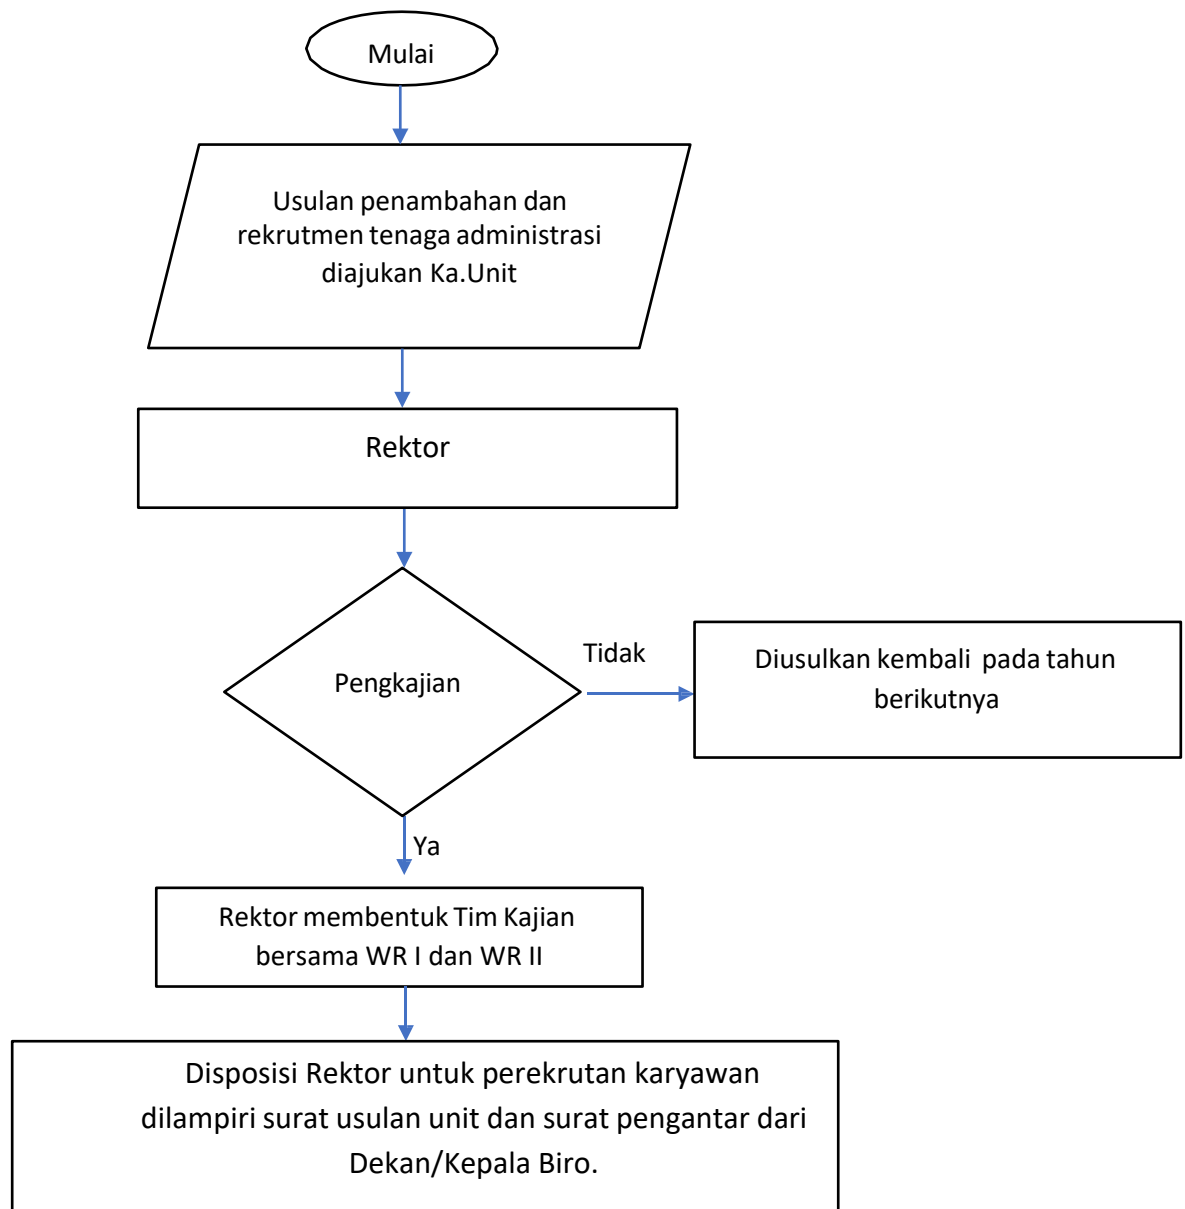 Mulai
Usulan penambahan dan
rekrutmen tenaga administrasi
diajukan Ka.Unit
Rektor
Pengkajian
Tidak
Diusulkan kembali pada tahun
berikutnya
Ya
Rektor membentuk Tim Kajian
bersama WR I dan WR II
Disposisi Rektor untuk perekrutan karyawan
dilampiri surat usulan unit dan surat pengantar dari
Dekan/Kepala Biro.